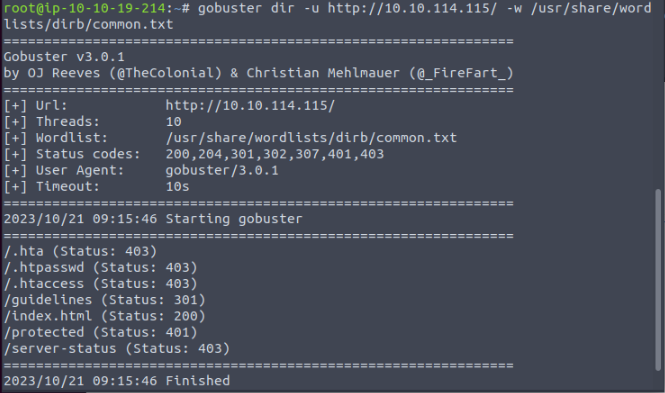 root@ip-10-10-19-214:~# gobuster dir -u http://10.10.114.115/ -w /usr/share/word
lists/dirb/common.txt
===============================================================
Gobuster v3.0.1
by OJ Reeves (@TheColonial) & Christian Mehlmauer (@_FireFart_)
===============================================================
[+] Url:            http://10.10.114.115/
[+] Threads:        10
[+] Wordlist:       /usr/share/wordlists/dirb/common.txt
[+] Status codes:   200,204,301,302,307,401,403
[+] User Agent:     gobuster/3.0.1
[+] Timeout:        10s
===============================================================
2023/10/21 09:15:46 Starting gobuster
===============================================================
/.hta (Status: 403)
/.htpasswd (Status: 403)
/.htaccess (Status: 403)
/guidelines (Status: 301)
/index.html (Status: 200)
/protected (Status: 401)
/server-status (Status: 403)
===============================================================
2023/10/21 09:15:46 Finished